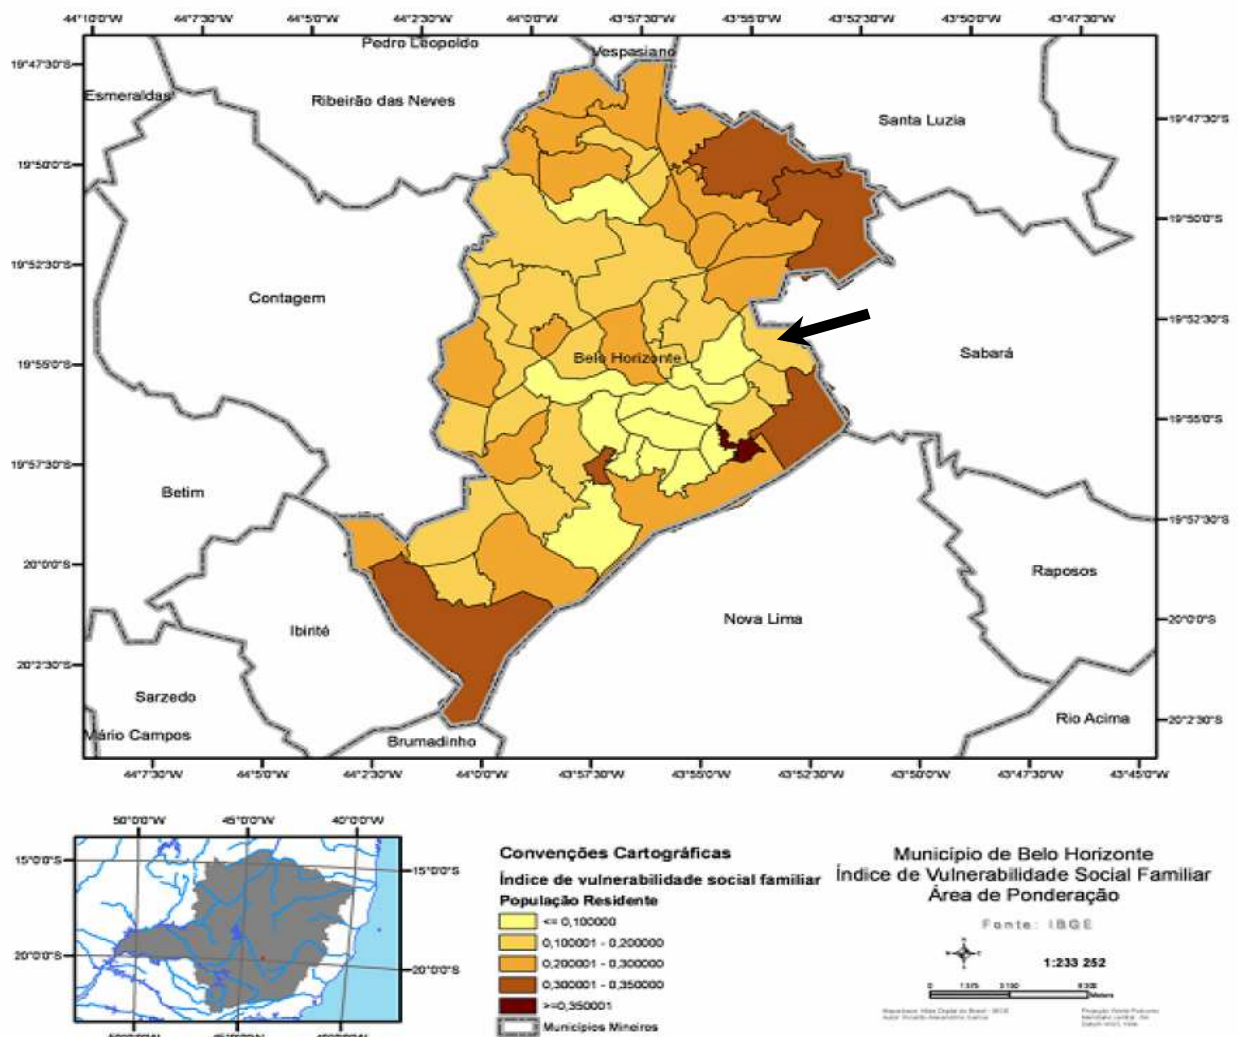 44°10'0"W 44°7'30"W 44°5'0"W 44°2'30"W 44°0'0"W 43°57'30"W 43°55'0"W 43°52'30"W 43°50'0"W 43°47'30"W
Pedro Leopoldo
Vespasiano
19°47'30"S
Esmeraldas
Ribeirão das Neves
Santa Luzia
19°47'30"S
19°50'0"S
19°50'0"S
19°52'30"S
Contagem
19°52'30"S
Sabará
Belo Horizonte
19°55'0"S
19°55'0"S
19°57'30"S
Betim
19°57'30"S
20°0'0"S
Raposos
Nova Lima
20°0'0"S
Ibirité
20°2'30"S
Sarzedo
Rio Acima
20°2'30"S
Mário Campos
Brumadinho
44°7'30"W 44°5'0"W 44°2'30"W 44°0'0"W 43°57'30"W 43°55'0"W 43°52'30"W 43°50'0"W 43°47'30"W 43°45'0"W
50°0'0"W 45°0'0"W 40°0'0"W
15°0'0"S
15°0'0"S
20°0'0"S
20°0'0"S
Convenções Cartográficas
Índice de vulnerabilidade social familiar
População Residente
<= 0,100000
0,100001 - 0,200000
0,200001 - 0,300000
0,300001 - 0,350000
>=0,350001
Municípios Mineiros
Município de Belo Horizonte
Índice de Vulnerabilidade Social Familiar
Área de Ponderação
Fonte: IBGE
1:233 252
Meters